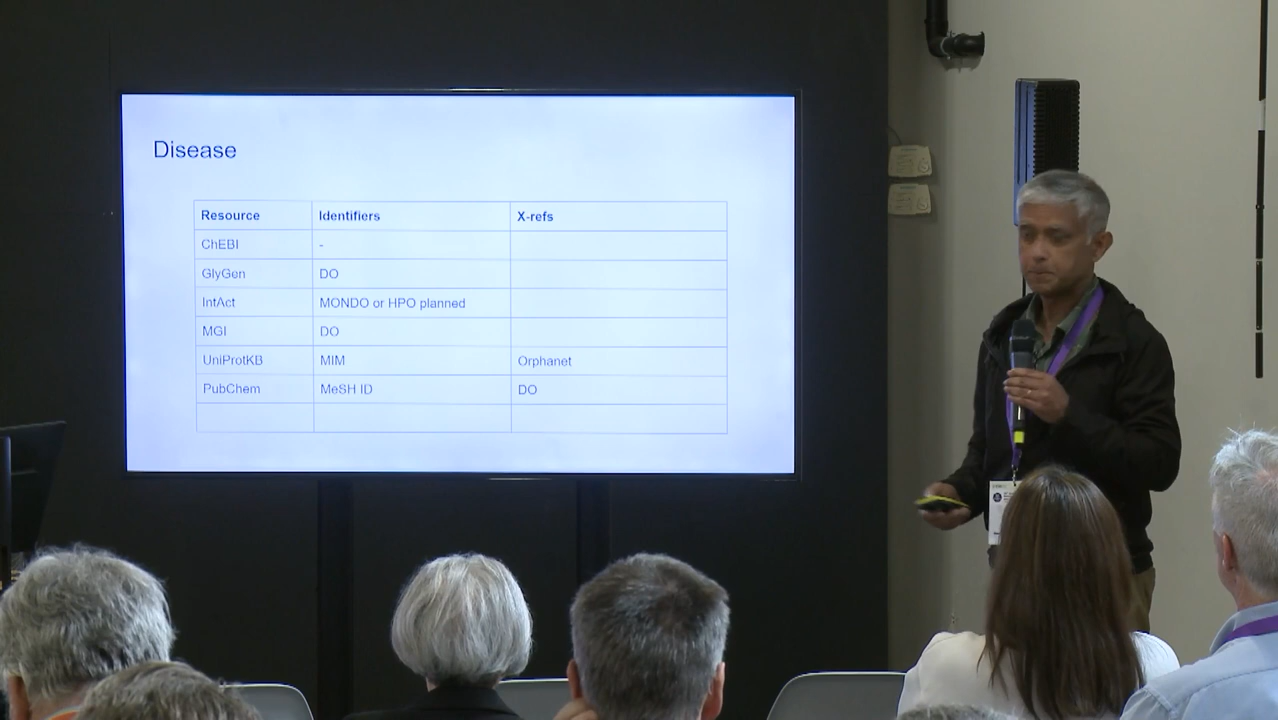 Disease
Resource Identifiers X-refs
ChEBI -
GlyGen DO
IntAct MONDO or HPO planned
MGI DO
UniProtKB MIM Orphanet
PubChem MeSH ID DO